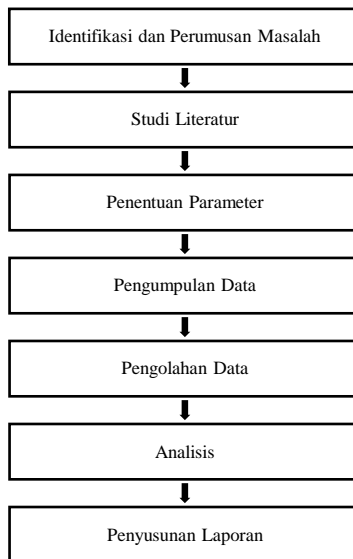 Identifikasi dan Perumusan Masalah
Studi Literatur
Penentuan Parameter
Pengumpulan Data
Pengolahan Data
Analisis
Penyusunan Laporan